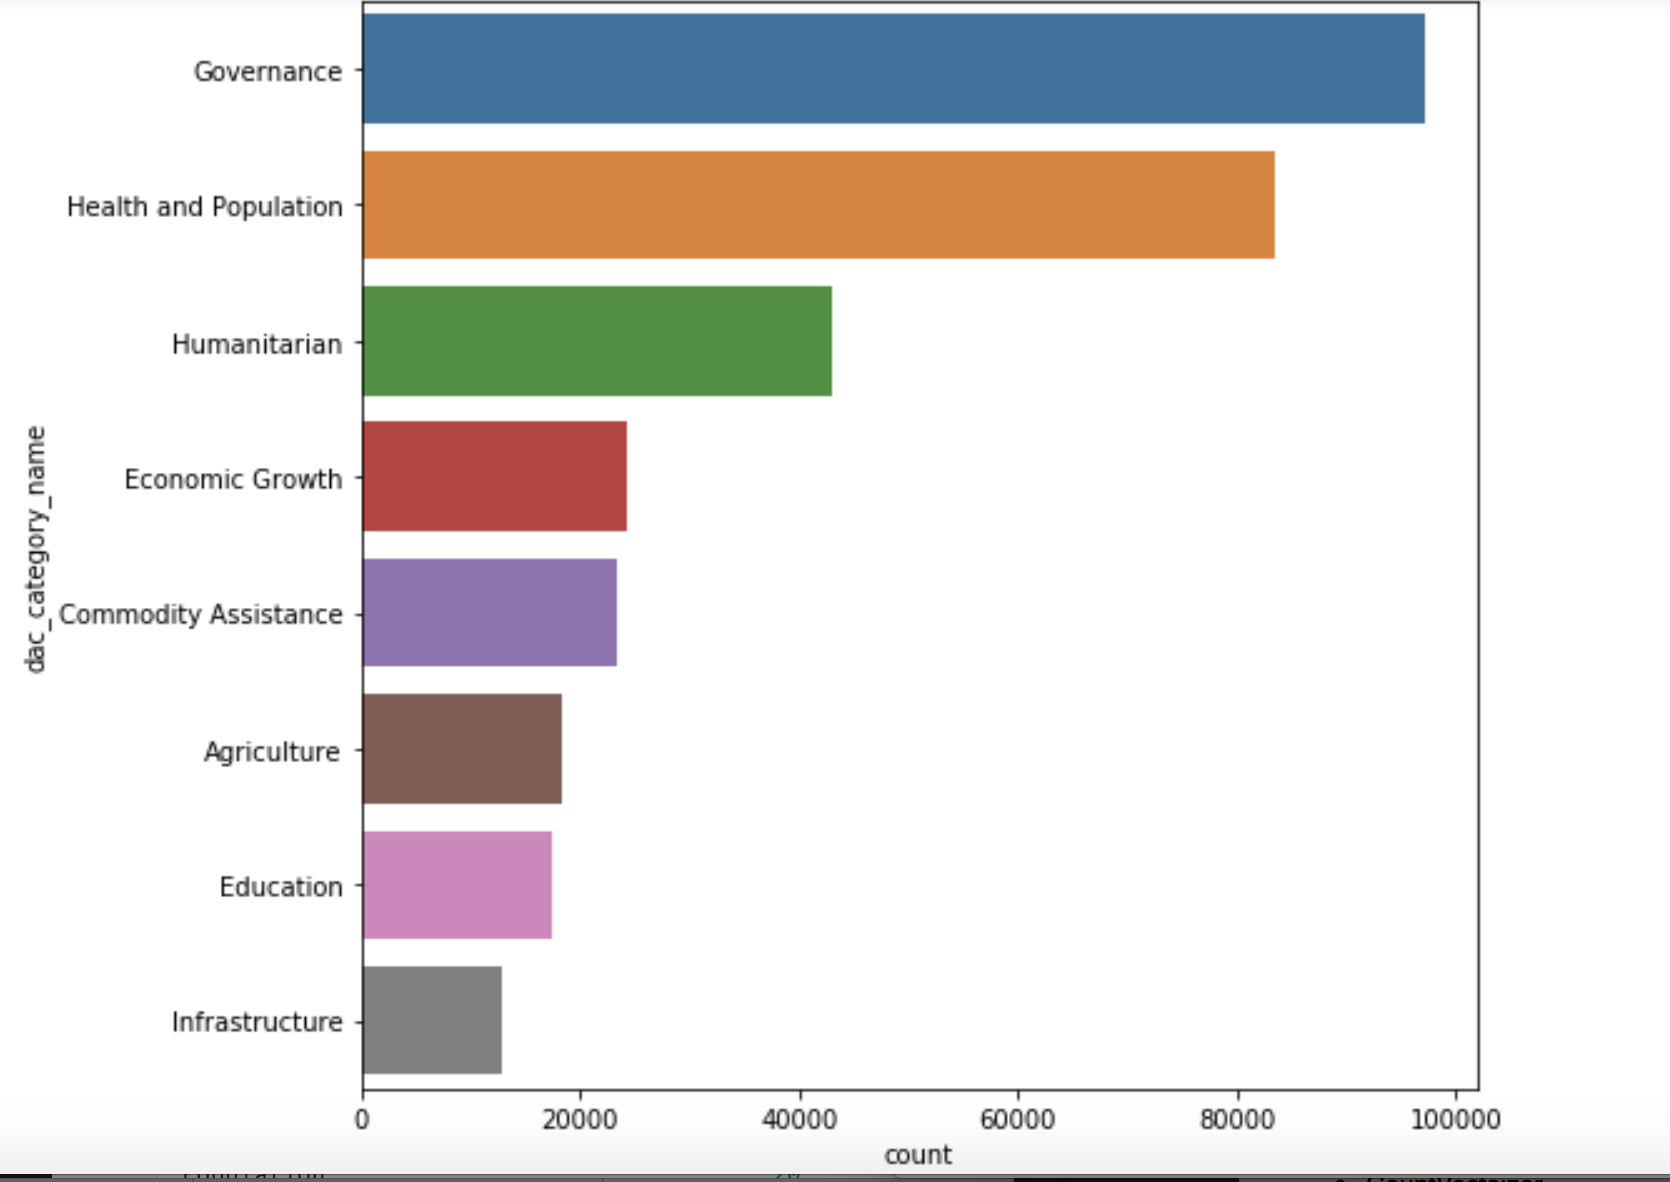 Governance
Health and Population
Humanitarian
Economic Growth
Commodity Assistance
Agriculture
Education
Infrastructure
dac_category_name
0 20000 40000 60000 80000 100000
count